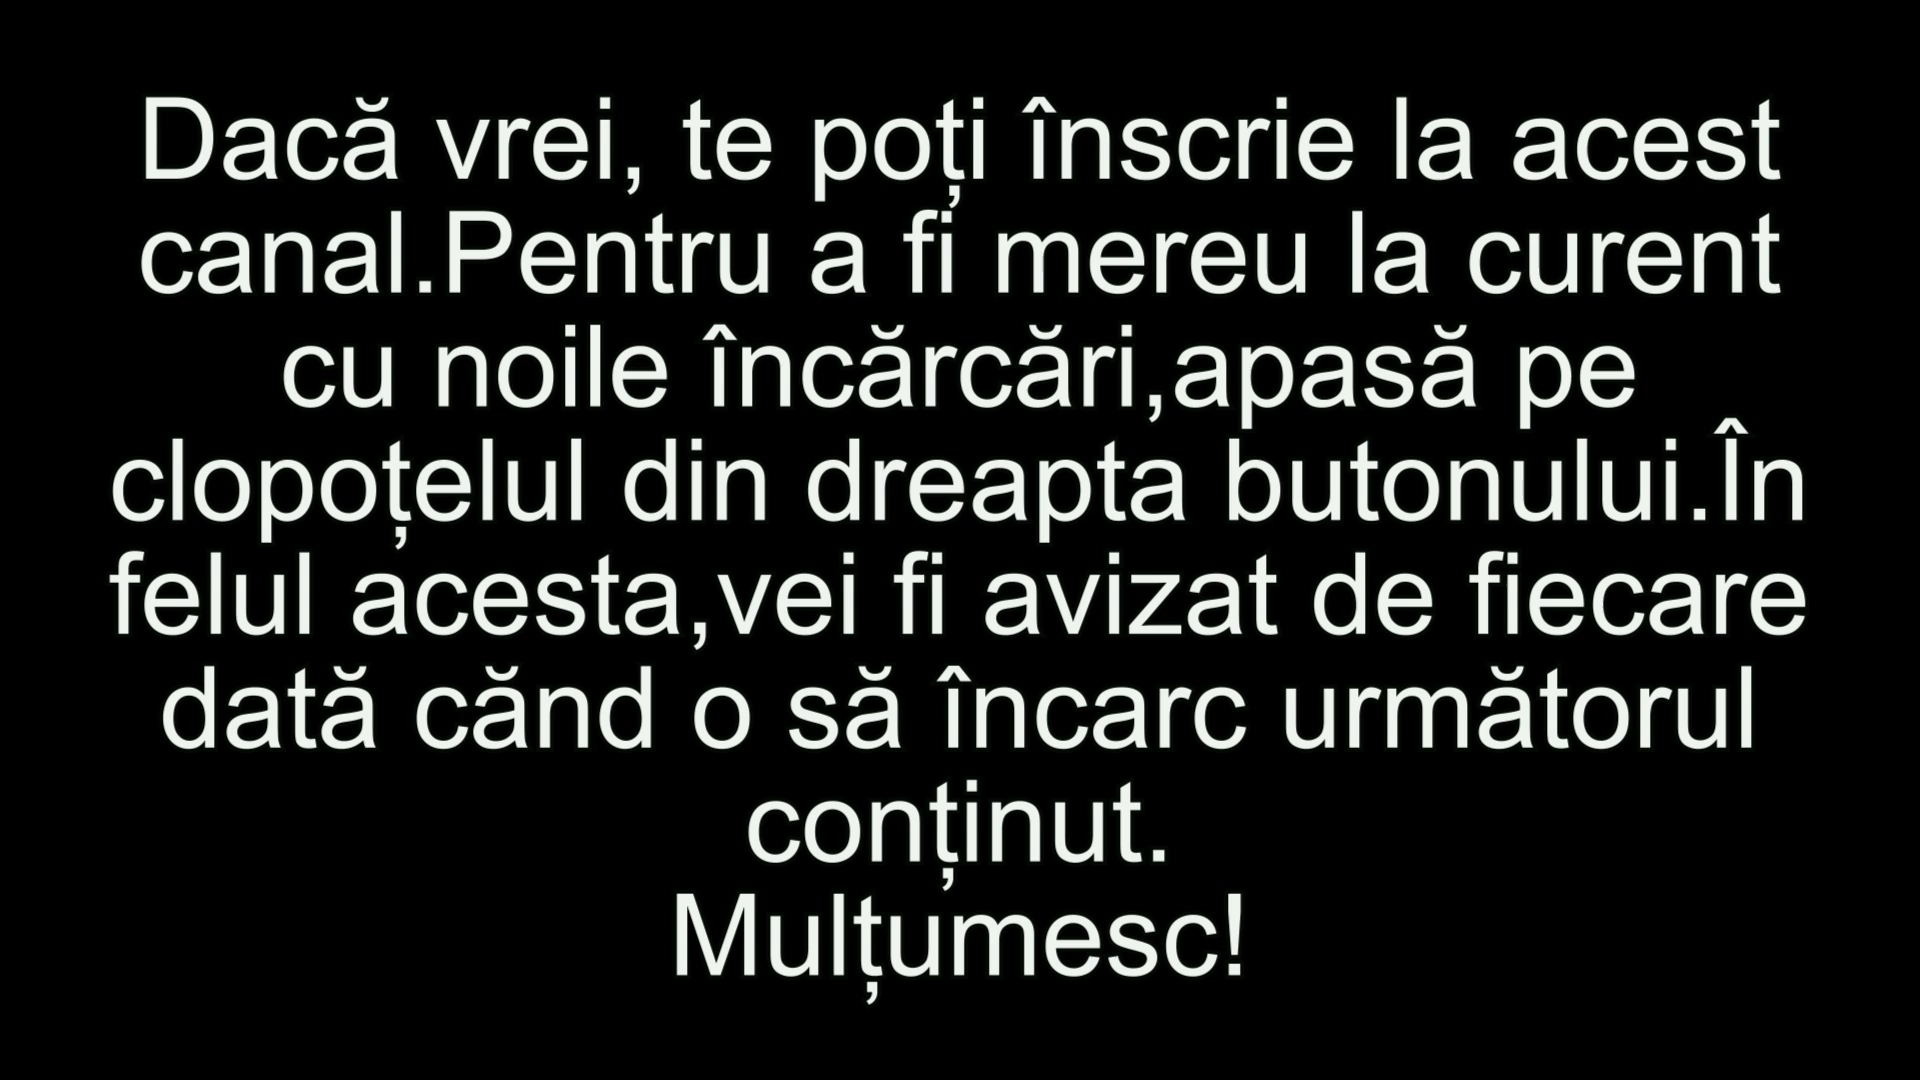 Dacă vrei, te poți înscrie la acest
canal.Pentru a fi mereu la curent
cu noile încărcări,apasă pe
clopoțelul din dreapta butonului.În
felul acesta,vei fi avizat de fiecare
dată cănd o să încarc următorul
conținut.
Mulțumesc!